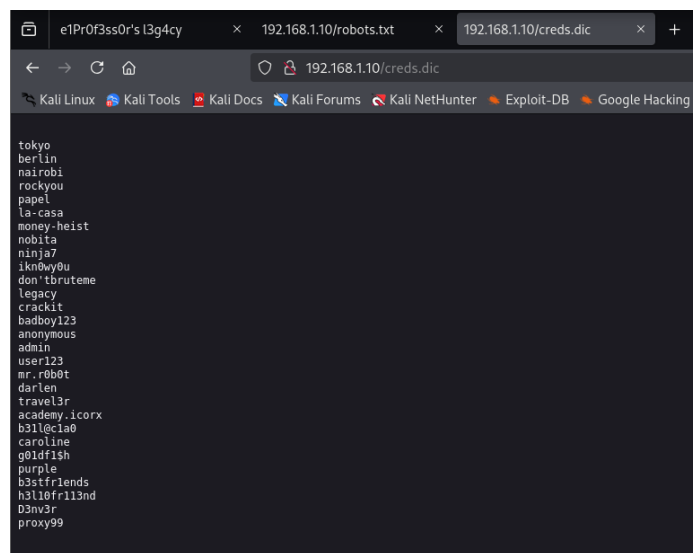 e1Pr0f3ss0r's l3g4cy × 192.168.1.10/robots.txt × 192.168.1.10/creds.dic × +
192.168.1.10/creds.dic
Kali Linux Kali Tools Kali Docs Kali Forums Kali NetHunter Exploit-DB Google Hacking
tokyo
berlin
nairobi
rockyou
papel
la-casa
money-heist
nobita
ninja7
ikn0wy0u
don'tbruteme
legacy
crackit
badboy123
anonymous
admin
user123
mr.r0b0t
darlen
travel3r
academy.icorx
b31l@c1a0
caroline
g01df1$h
purple
b3stfr1ends
h3l10fr113nd
D3nv3r
proxy99